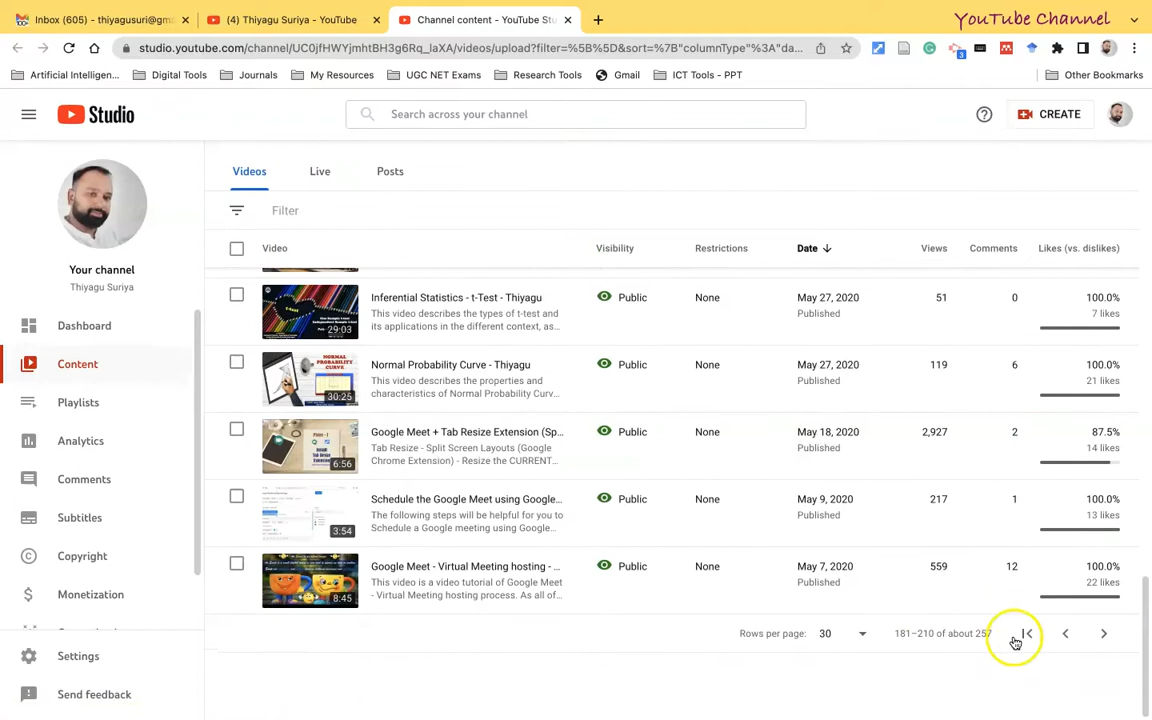 Inbox (605) - thiyagusuri@gm
(4) Thiyagu Suriya - YouTube
Channel content - YouTube Stu
YouTube Channel
studio.youtube.com/channel/UC0jfHWYjmhtBH3g6Rq_laXA/videos/upload?filter=%5B%5D&sort=%7B"columnType"%3A"da...
3
Artificial Intelligen...
Digital Tools
Journals
My Resources
UGC NET Exams
Research Tools
Gmail
ICT Tools - PPT
Other Bookmarks
Studio
Search across your channel
CREATE
Your channel
Thiyagu Suriya
Dashboard
Content
Playlists
Analytics
Comments
Subtitles
Copyright
Monetization
Settings
Send feedback
Videos Live Posts
Filter
Video Visibility Restrictions Date Views Comments Likes (vs. dislikes)
Inferential Statistics - t-Test - Thiyagu Public None May 27, 2020 51 0 100.0%
This video describes the types of t-test and Published 7 likes
its applications in the different context, as...
t-test
29:03
Normal Probability Curve - Thiyagu Public None May 27, 2020 119 6 100.0%
This video describes the properties and Published 21 likes
characteristics of Normal Probability Curv...
NORMAL PROBABILITY CURVE
30:25
Google Meet + Tab Resize Extension (Sp... Public None May 18, 2020 2,927 2 87.5%
Tab Resize - Split Screen Layouts (Google Published 14 likes
Chrome Extension) - Resize the CURRENT...
6:56
Schedule the Google Meet using Google... Public None May 9, 2020 217 1 100.0%
The following steps will be helpful for you to Published 13 likes
Schedule a Google meeting using Google...
3:54
Google Meet - Virtual Meeting hosting - ... Public None May 7, 2020 559 12 100.0%
This video is a video tutorial of Google Meet Published 22 likes
- Virtual Meeting hosting process. As all of...
8:45
Rows per page: 30 181–210 of about 257